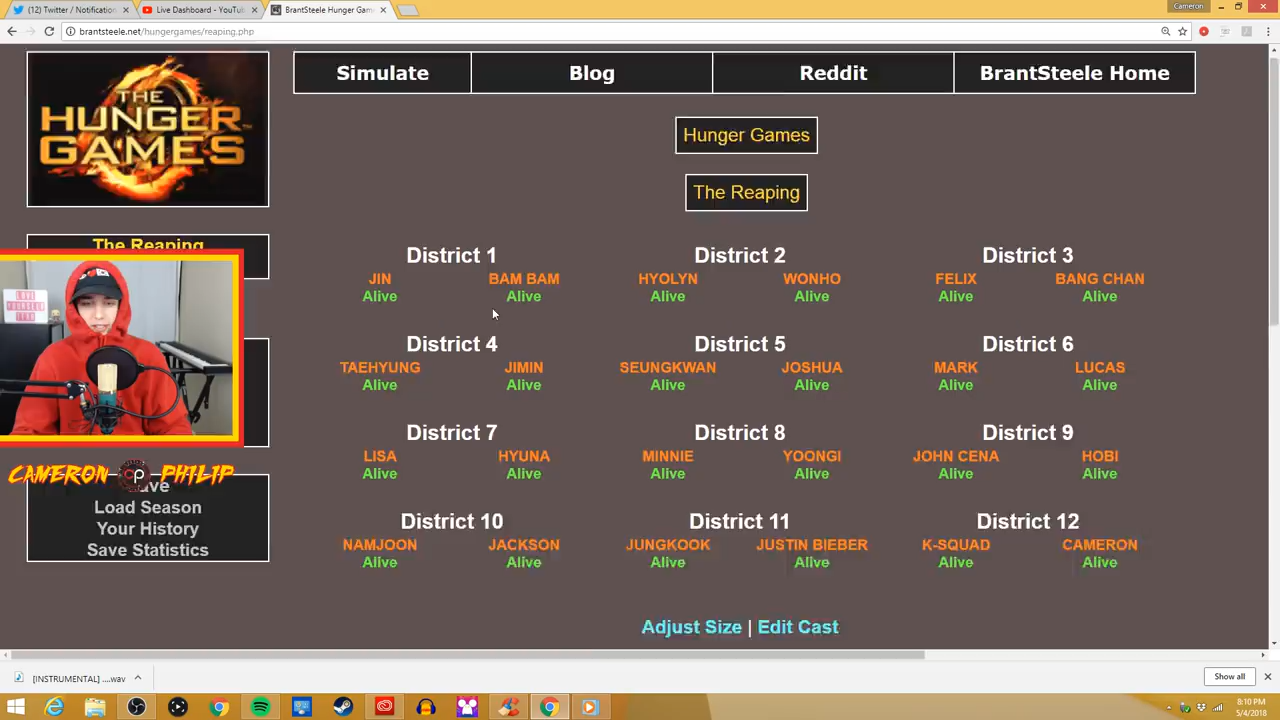 (12) Twitter / Notification
Live Dashboard - YouTu
BrantSteele Hunger Gam
Cameron
brantsteele.net/hungergames/reaping.php
THE
HUNGER
GAMES
Simulate
Blog
Reddit
BrantSteele Home
Hunger Games
The Reaping
The Reaping
District 1
District 2
District 3
JIN
BAM BAM
HYOLYN
WONHO
FELIX
BANG CHAN
Alive
Alive
Alive
Alive
Alive
Alive
District 4
District 5
District 6
TAEHYUNG
JIMIN
SEUNGKWAN
JOSHUA
MARK
LUCAS
Alive
Alive
Alive
Alive
Alive
Alive
District 7
District 8
District 9
LISA
HYUNA
MINNIE
YOONGI
JOHN CENA
HOBI
Alive
Alive
Alive
Alive
Alive
Alive
CAMERON cp PHILIP
Load Season
Your History
Save Statistics
District 10
District 11
District 12
NAMJOON
JACKSON
JUNGKOOK
JUSTIN BIEBER
K-SQUAD
CAMERON
Alive
Alive
Alive
Alive
Alive
Alive
Adjust Size | Edit Cast
[INSTRUMENTAL] ....wav
Show all
8:10 PM
5/4/2018